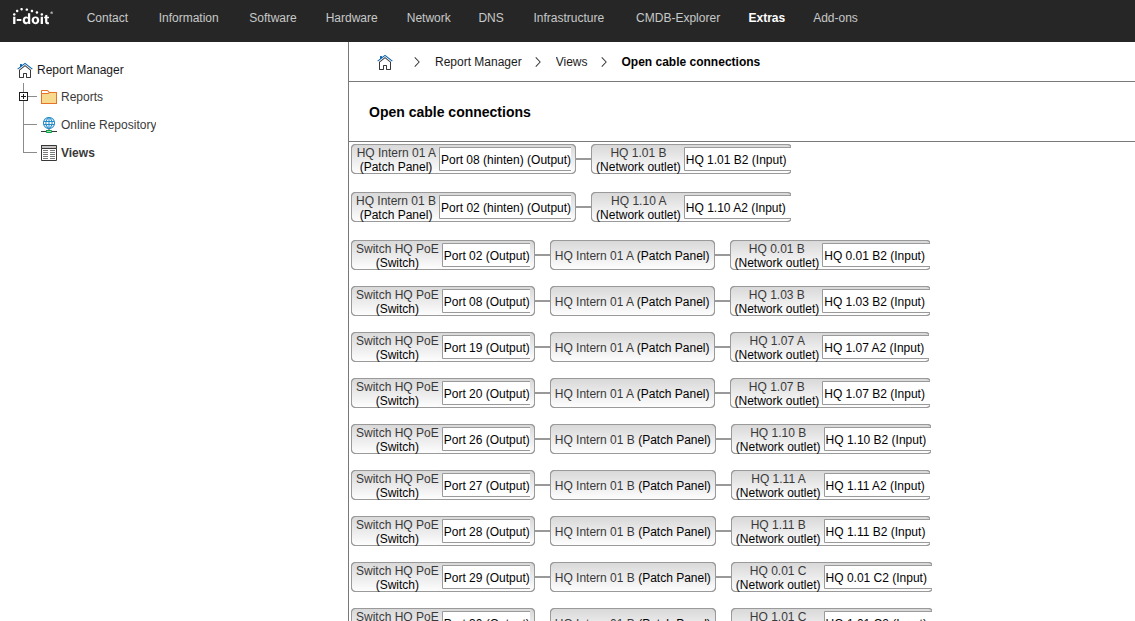 i-doit
Contact Information Software Hardware Network DNS Infrastructure CMDB-Explorer Extras Add-ons
Report Manager
Reports
Online Repository
Views
Report Manager Views Open cable connections
Open cable connections
HQ Intern 01 A (Patch Panel) Port 08 (hinten) (Output) HQ 1.01 B (Network outlet) HQ 1.01 B2 (Input)
HQ Intern 01 B (Patch Panel) Port 02 (hinten) (Output) HQ 1.10 A (Network outlet) HQ 1.10 A2 (Input)
Switch HQ PoE (Switch) Port 02 (Output) HQ Intern 01 A (Patch Panel) HQ 0.01 B (Network outlet) HQ 0.01 B2 (Input)
Switch HQ PoE (Switch) Port 08 (Output) HQ Intern 01 A (Patch Panel) HQ 1.03 B (Network outlet) HQ 1.03 B2 (Input)
Switch HQ PoE (Switch) Port 19 (Output) HQ Intern 01 A (Patch Panel) HQ 1.07 A (Network outlet) HQ 1.07 A2 (Input)
Switch HQ PoE (Switch) Port 20 (Output) HQ Intern 01 A (Patch Panel) HQ 1.07 B (Network outlet) HQ 1.07 B2 (Input)
Switch HQ PoE (Switch) Port 26 (Output) HQ Intern 01 B (Patch Panel) HQ 1.10 B (Network outlet) HQ 1.10 B2 (Input)
Switch HQ PoE (Switch) Port 27 (Output) HQ Intern 01 B (Patch Panel) HQ 1.11 A (Network outlet) HQ 1.11 A2 (Input)
Switch HQ PoE (Switch) Port 28 (Output) HQ Intern 01 B (Patch Panel) HQ 1.11 B (Network outlet) HQ 1.11 B2 (Input)
Switch HQ PoE (Switch) Port 29 (Output) HQ Intern 01 B (Patch Panel) HQ 0.01 C (Network outlet) HQ 0.01 C2 (Input)
Switch HQ PoE HQ 1.01 C